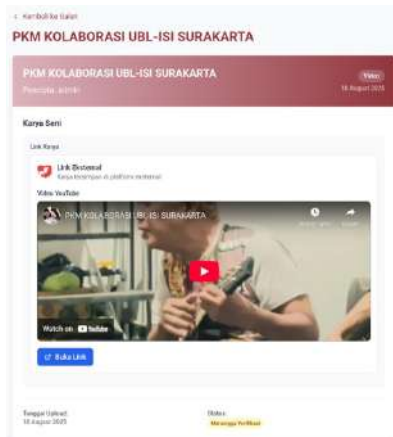 Kembali ke Galeri
PKM KOLABORASI UBL-ISI SURAKARTA
PKM KOLABORASI UBL-ISI SURAKARTA
Video
Pencipta: admin
18 August 2025
Karya Seni
Link Karya
Link Eksternal
Karya tersimpan di platform eksternal
Video YouTube
PKM KOLABORASI UBL-ISI SURAKARTA
Watch on YouTube
Buka Link
Tanggal Upload:
18 August 2025
Status:
Menunggu Verifikasi